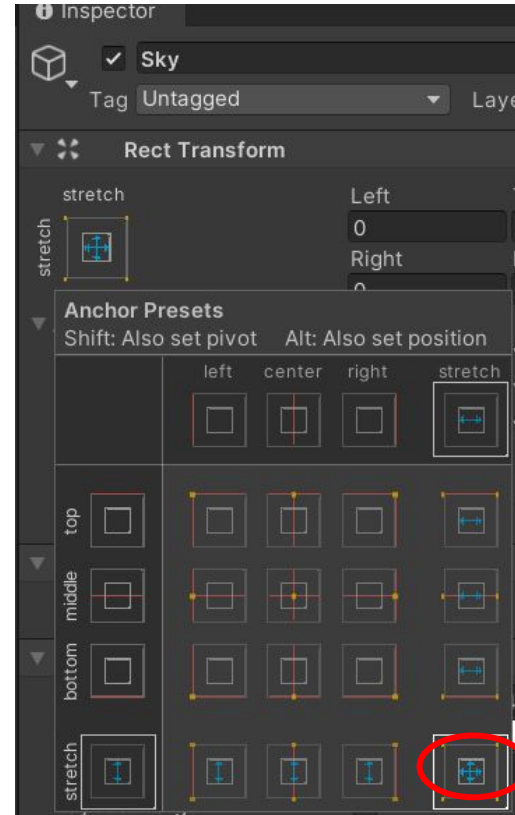 Inspector
Sky
Tag Untagged Laye
Rect Transform
stretch
stretch
Left
0
Right
Anchor Presets
Shift: Also set pivot Alt: Also set position
left center right stretch
top
middle
bottom
stretch